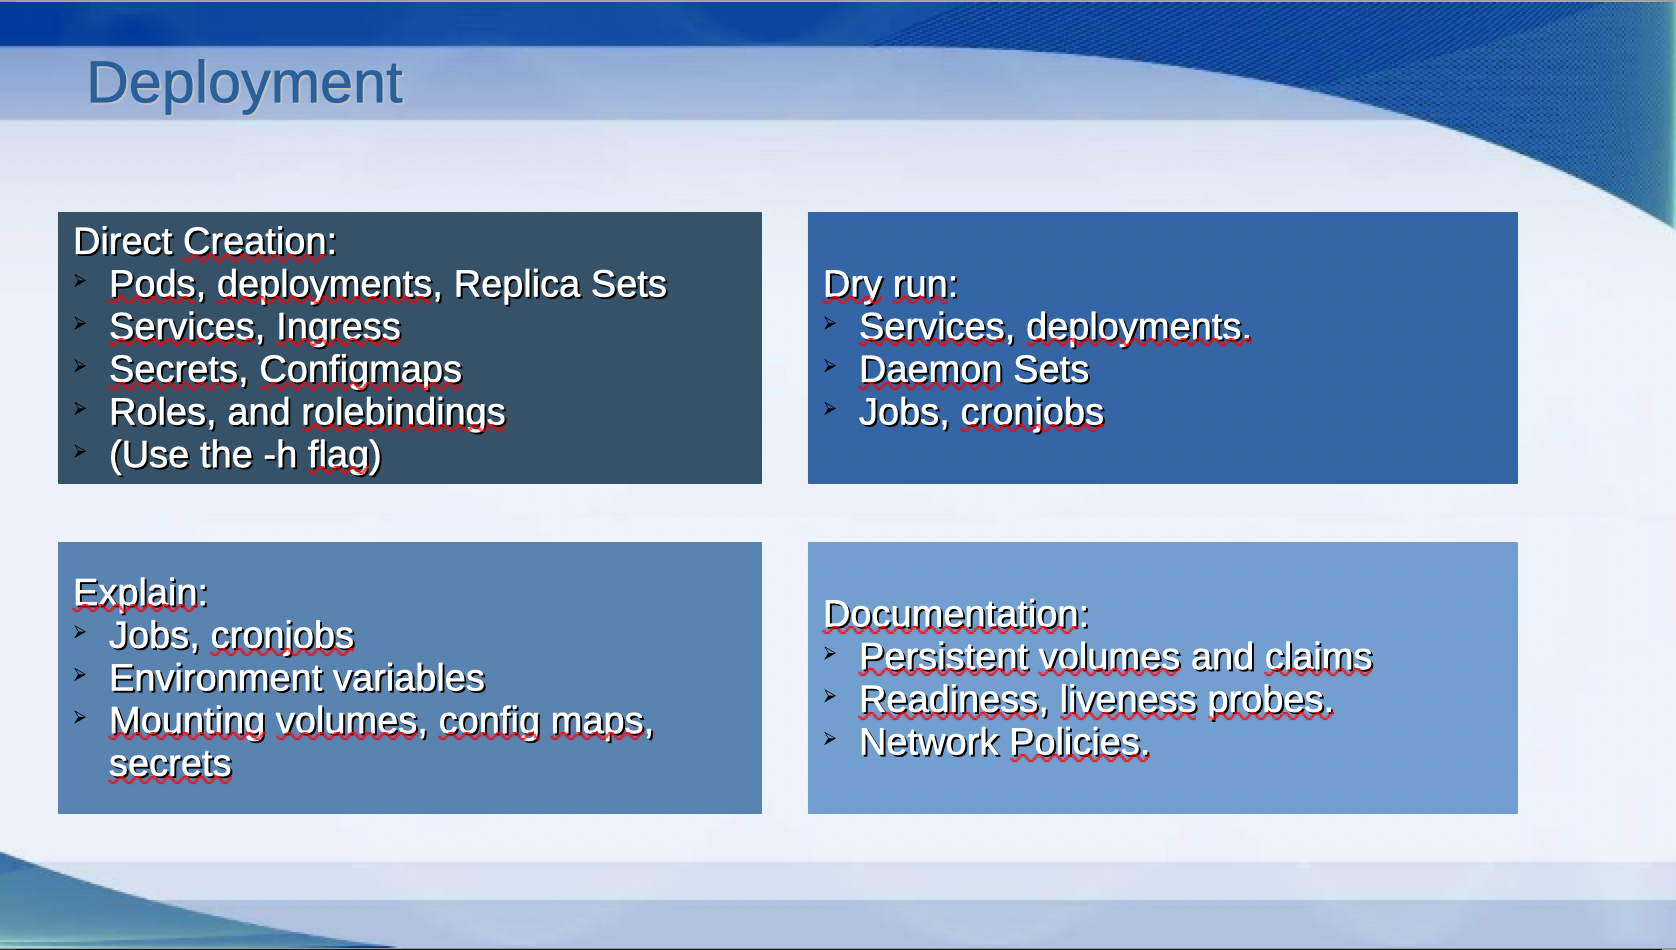 Deployment
Direct Creation:
Pods, deployments, Replica Sets
Services, Ingress
Secrets, Configmaps
Roles, and rolebindings
(Use the -h flag)
Dry run:
Services, deployments.
Daemon Sets
Jobs, cronjobs
Explain:
Jobs, cronjobs
Environment variables
Mounting volumes, config maps,
secrets
Documentation:
Persistent volumes and claims
Readiness, liveness probes.
Network Policies.